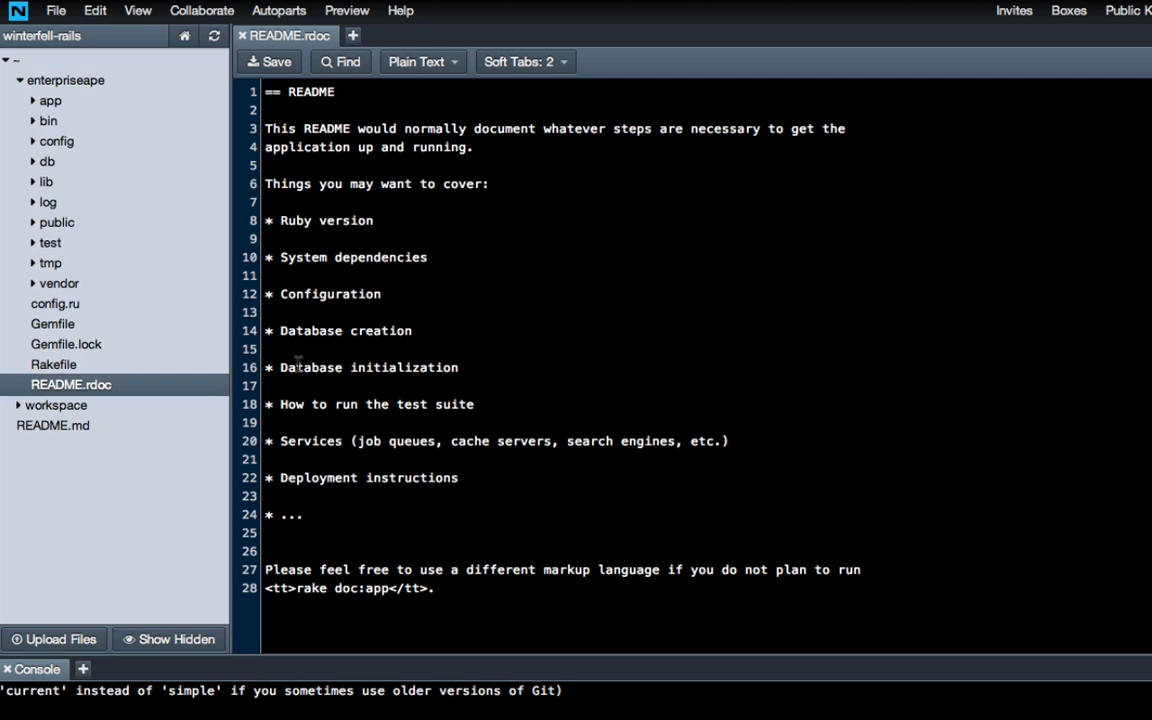 N File Edit View Collaborate Autoparts Preview Help Invites Boxes Public K
winterfell-rails
README.rdoc
Save Find Plain Text Soft Tabs: 2
~
enterpriseape
app
bin
config
db
lib
log
public
test
tmp
vendor
config.ru
Gemfile
Gemfile.lock
Rakefile
README.rdoc
workspace
README.md
Upload Files Show Hidden
1 == README
2
3 This README would normally document whatever steps are necessary to get the
4 application up and running.
5
6 Things you may want to cover:
7
8 * Ruby version
9
10 * System dependencies
11
12 * Configuration
13
14 * Database creation
15
16 * Database initialization
17
18 * How to run the test suite
19
20 * Services (job queues, cache servers, search engines, etc.)
21
22 * Deployment instructions
23
24 * ...
25
26
27 Please feel free to use a different markup language if you do not plan to run
28 <tt>rake doc:app</tt>.
Console
'current' instead of 'simple' if you sometimes use older versions of Git)